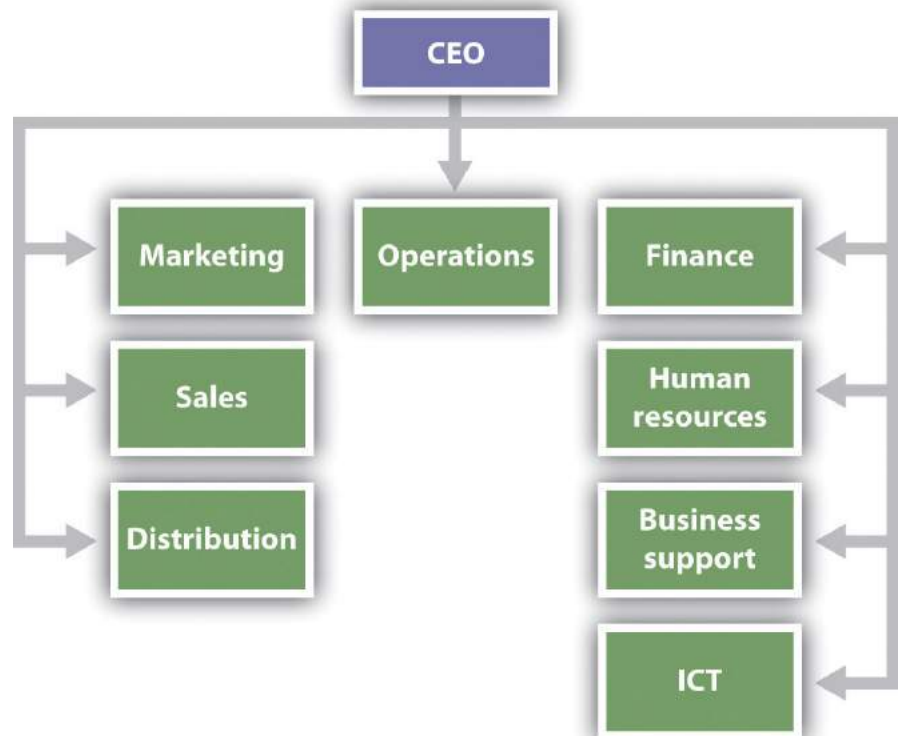 CEO
Marketing
Operations
Finance
Sales
Human
resources
Distribution
Business
support
ICT